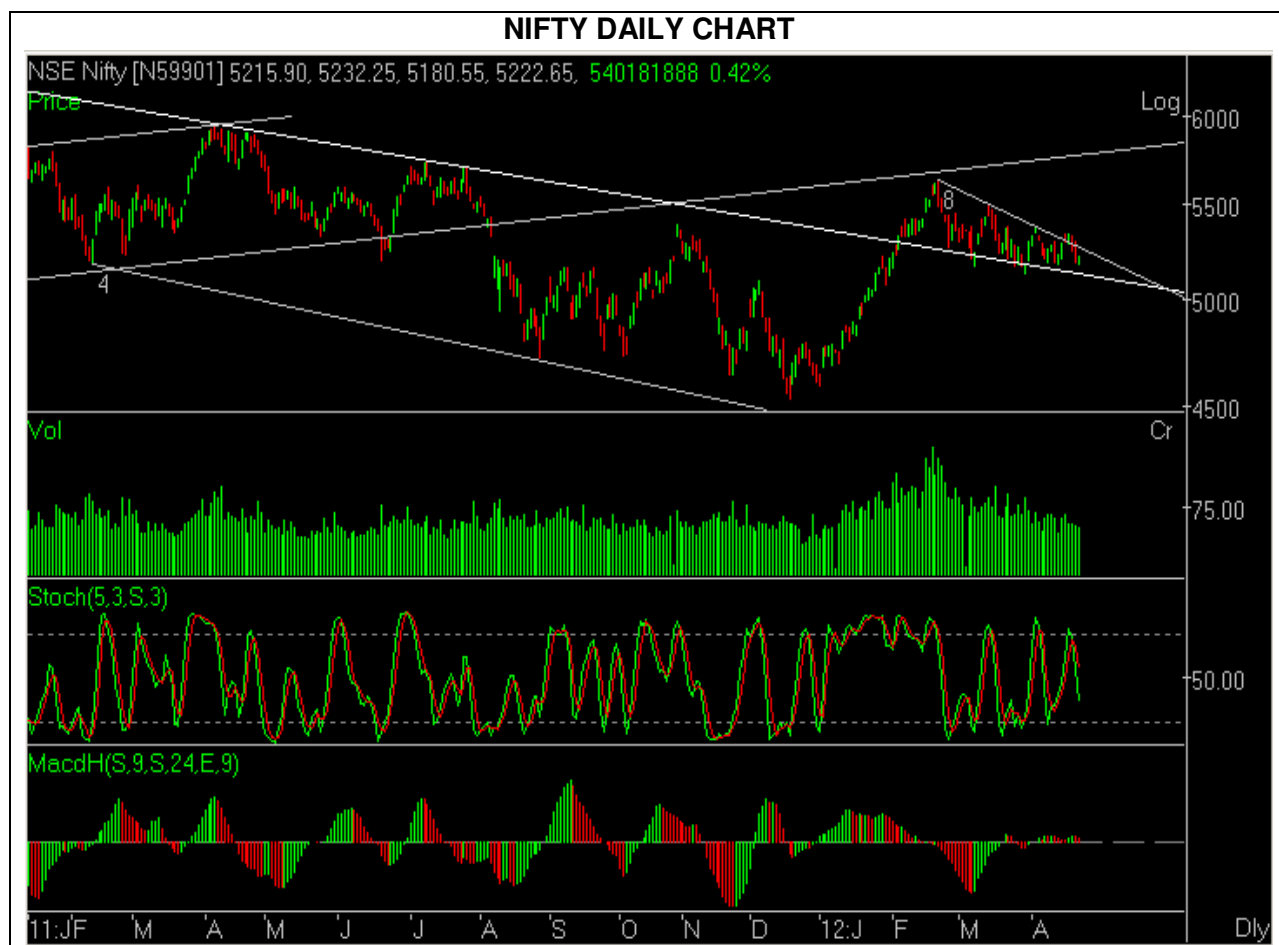 NIFTY DAILY CHART
NSE Nifty [N59901] 5215.90, 5232.25, 5180.55, 5222.65, 540181888 0.42%
Price
Log
6000
5500
8
4
5000
4500
Vol
Cr
75.00
Stoch(5,3,S,3)
50.00
MacdH(S,9,S,24,E,9)
'11:J'F 'M 'A 'M 'J 'J 'A 'S 'O 'N 'D '12:J 'F 'M 'A Dly